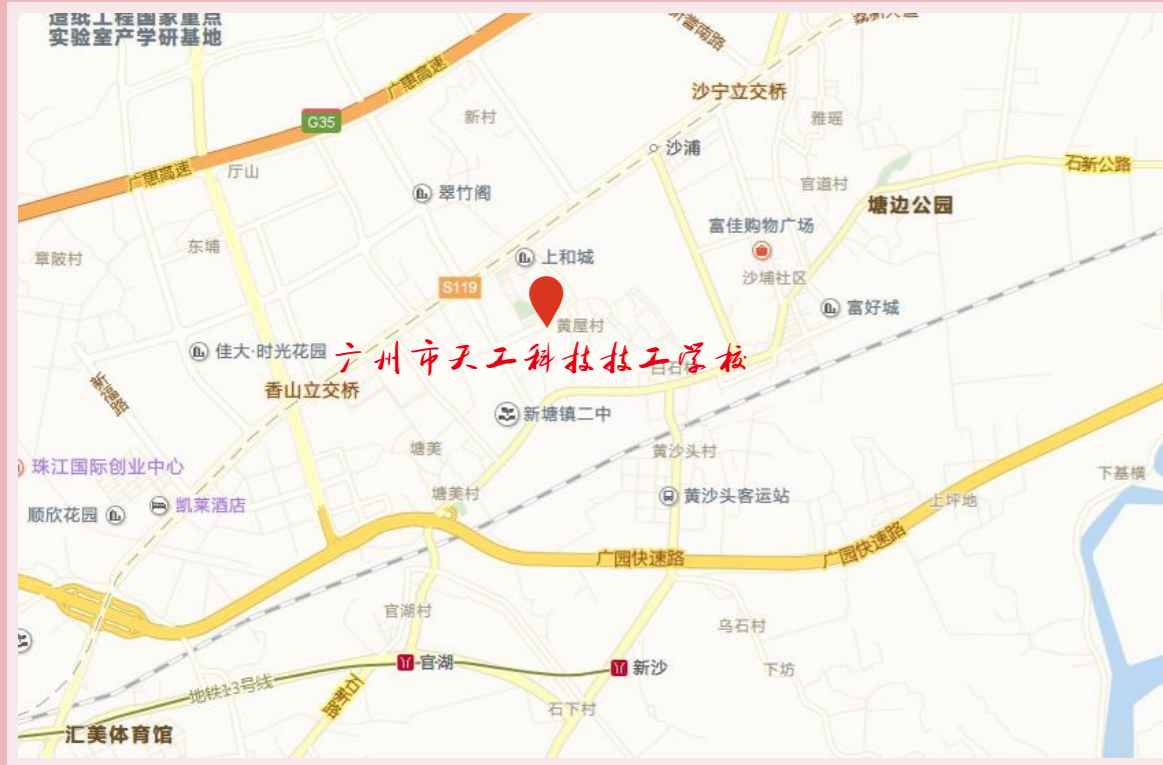 造纸工程国家重点
实验室产学研基地
新誉南路
荔新大道
广惠高速
沙宁立交桥
G35
新村
雅瑶
沙浦
广惠高速
厅山
石新公路
翠竹阁
官道村
塘边公园
富佳购物广场
东埔
章陂村
上和城
沙埔社区
S119
富好城
黄屋村
佳大·时光花园
广州市天工科技技工学校
白石村
新福路
香山立交桥
新塘镇二中
塘美
黄沙头村
珠江国际创业中心
下基横
塘美村
黄沙头客运站
凯莱酒店
上坪地
顺欣花园
广园快速路
广园快速路
官湖村
乌石村
官湖
新沙
下坊
地铁13号线
石新路
石下村
汇美体育馆